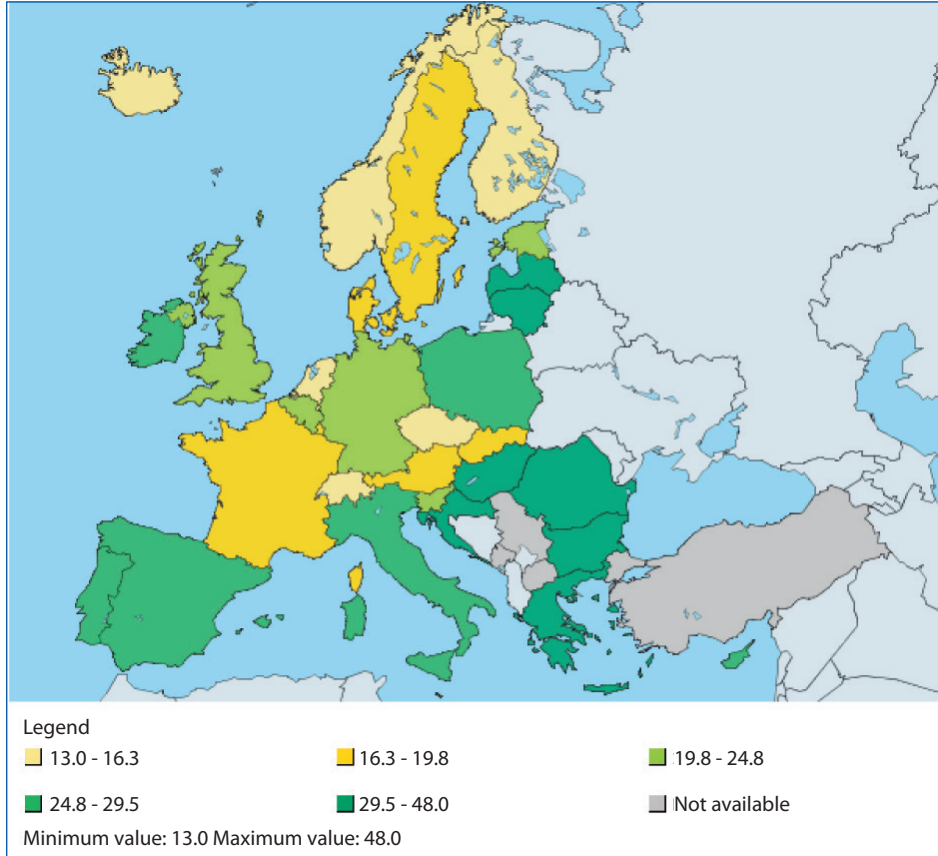 Legend
13.0 - 16.3
16.3 - 19.8
19.8 - 24.8
24.8 - 29.5
29.5 - 48.0
Not available
Minimum value: 13.0 Maximum value: 48.0